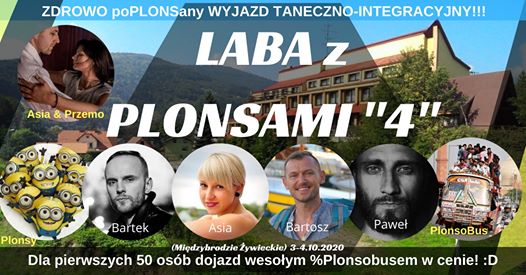 ZDROWO poPLONSany WYJAZD TANECZNO-INTEGRACYJNY!!!
LABA z
PLONSAMI "4"
Asia & Przemo
Plonsy
Bartek
Asia
Bartosz
Paweł
PlonsoBus
(Międzybrodzie Żywieckie) 3-4.10.2020
Dla pierwszych 50 osób dojazd wesołym %Plonsobusem w cenie! :D